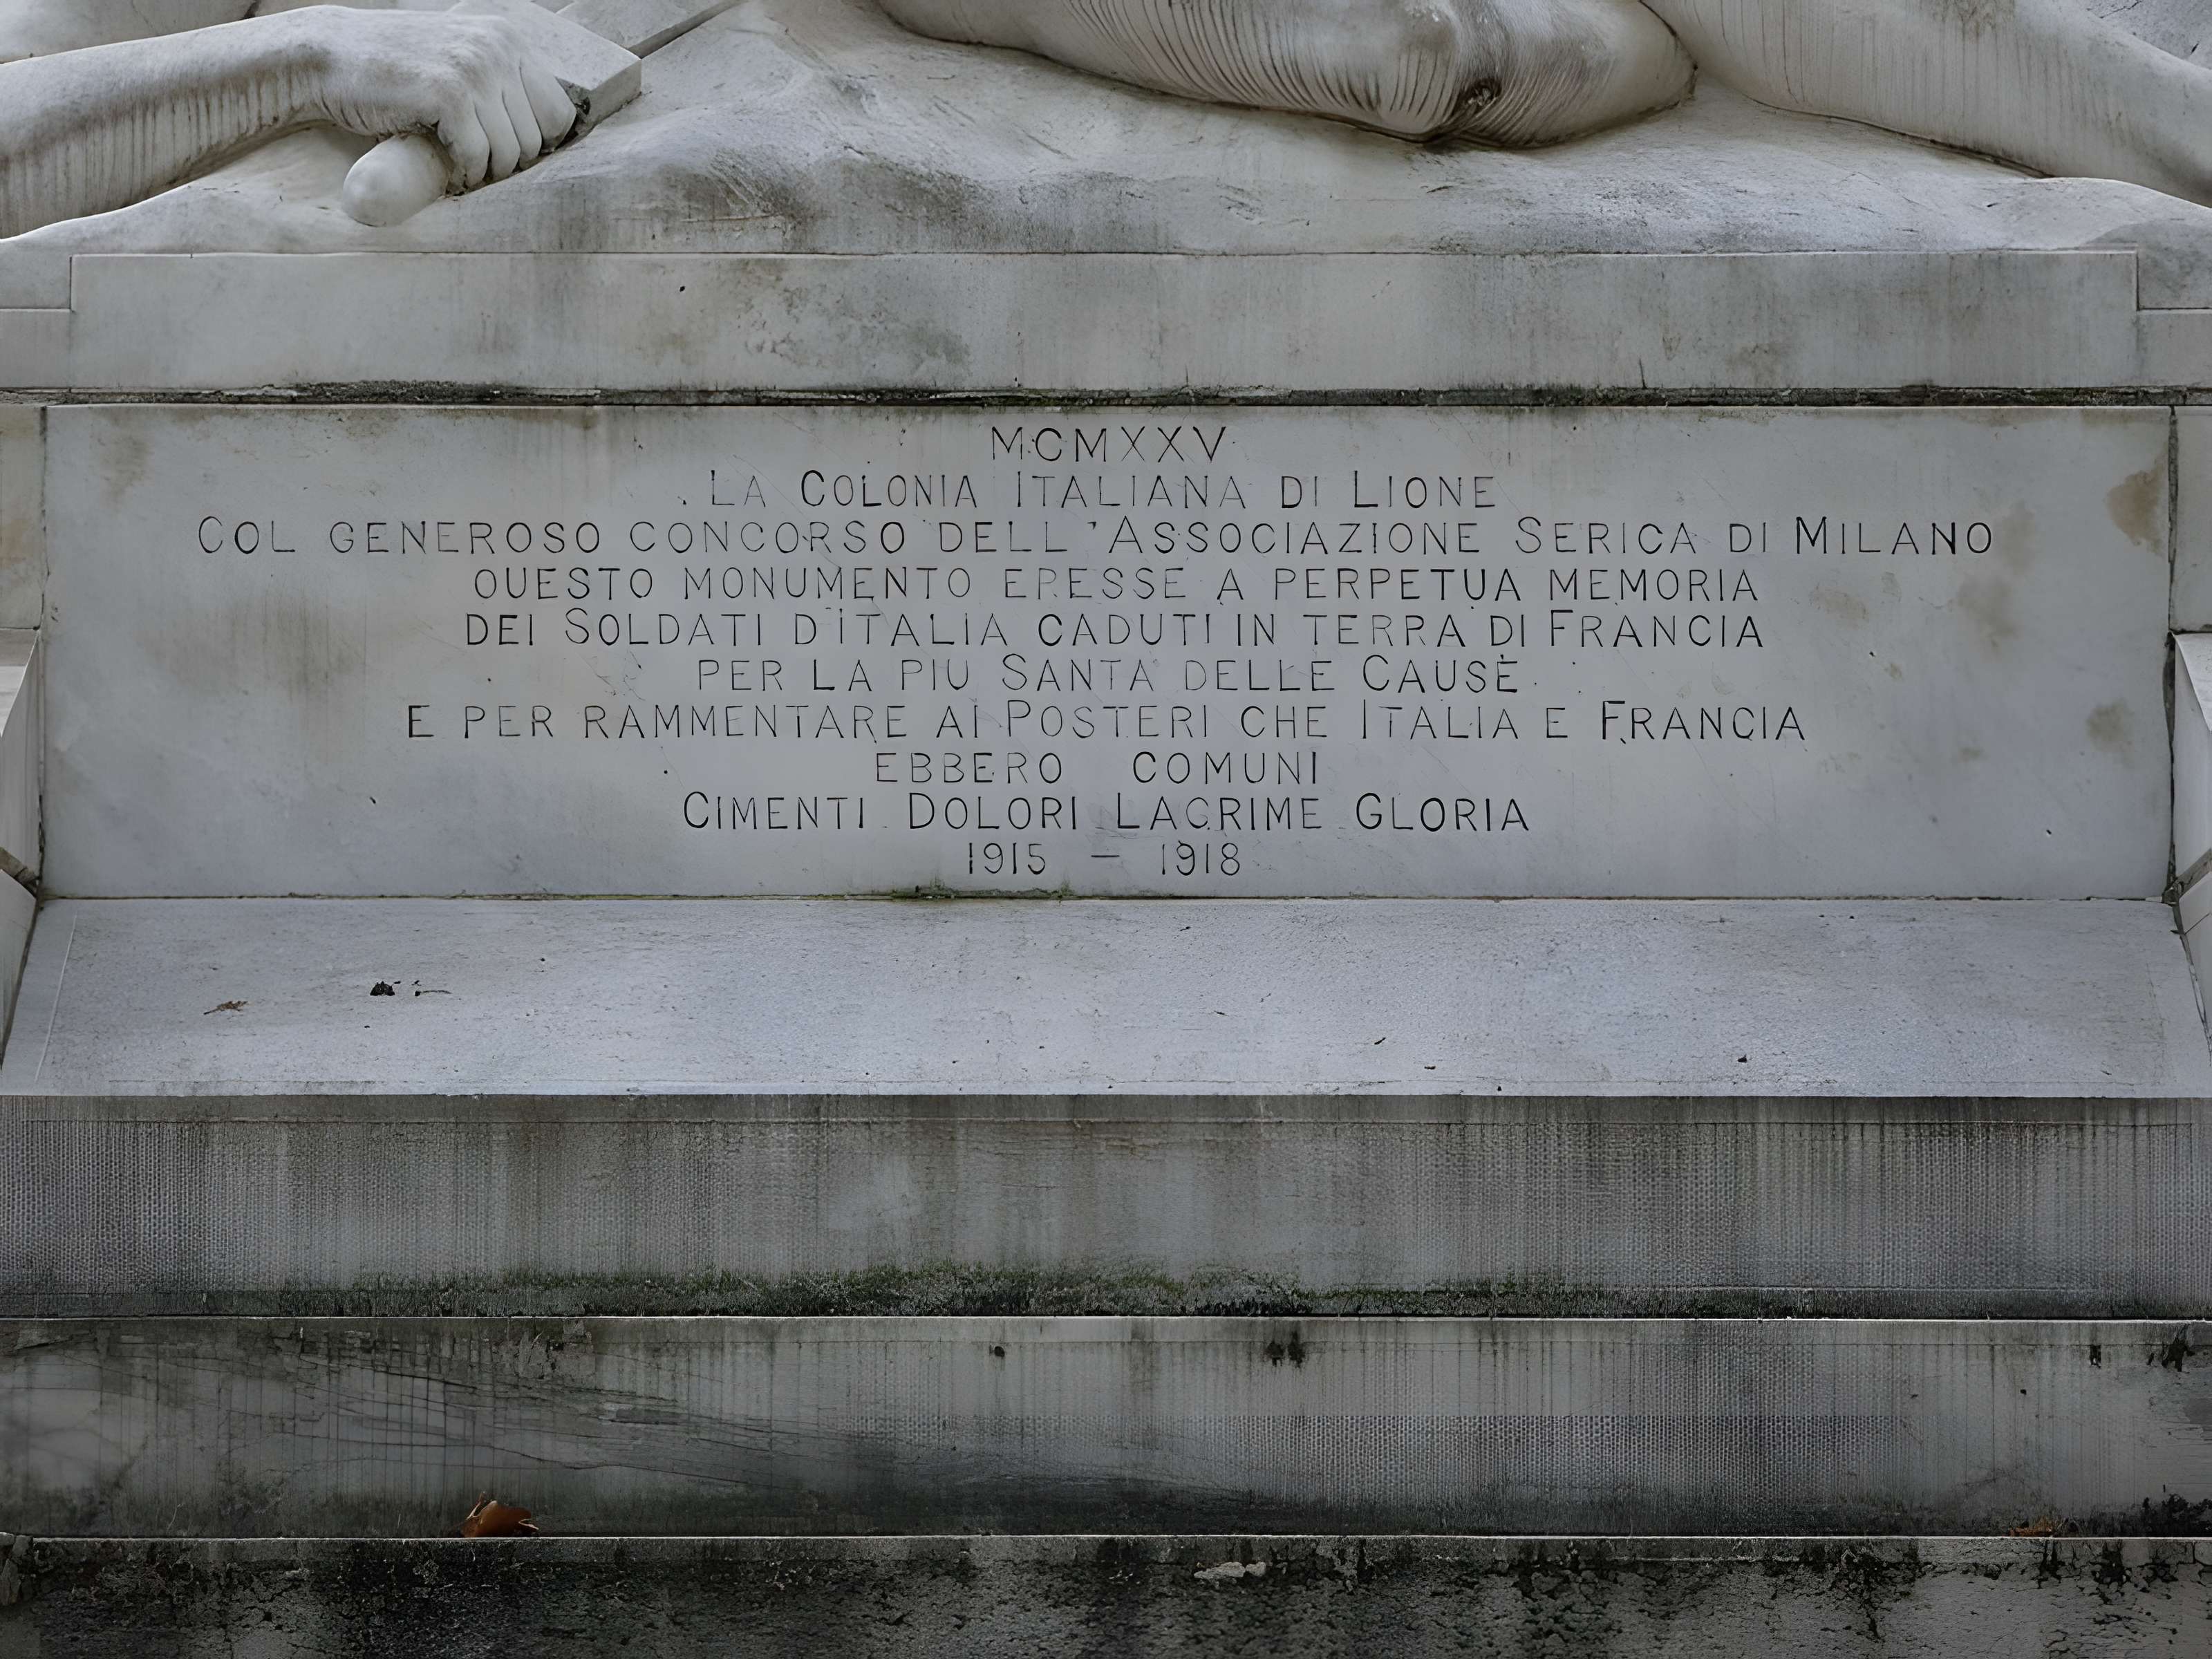 MCMXXV
LA COLONIA ITALIANA DI LIONE
COL GENEROSO CONCORSO DELL'ASSOCIAZIONE SERICA DI MILANO
QUESTO MONUMENTO ERESSE A PERPETUA MEMORIA
DEI SOLDATI D'ITALIA CADUTI IN TERRA DI FRANCIA
PER LA PIU SANTA DELLE CAUSE
E PER RAMMENTARE AI POSTERI CHE ITALIA E FRANCIA
EBBERO COMUNI
CIMENTI DOLORI LACRIME GLORIA
1915 - 1918